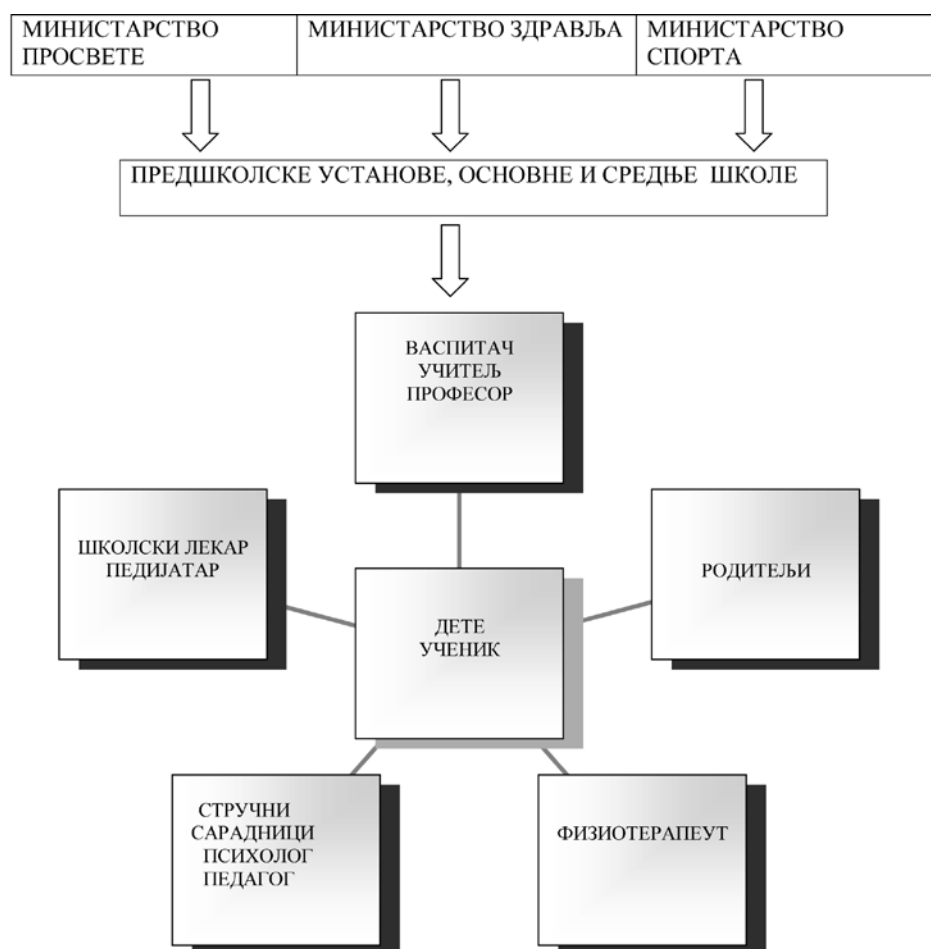 МИНИСТАРСТВО
ПРОСВЕТЕ
МИНИСТАРСТВО ЗДРАВЉА
МИНИСТАРСТВО
СПОРТА
ПРЕДШКОЛСКЕ УСТАНОВЕ, ОСНОВНЕ И СРЕДЊЕ ШКОЛЕ
ВАСПИТАЧ
УЧИТЕЉ
ПРОФЕСОР
ШКОЛСКИ ЛЕКАР
ПЕДИЈАТАР
РОДИТЕЉИ
ДЕТЕ
УЧЕНИК
СТРУЧНИ
САРАДНИЦИ
ПСИХОЛОГ
ПЕДАГОГ
ФИЗИОТЕРАПЕУТ